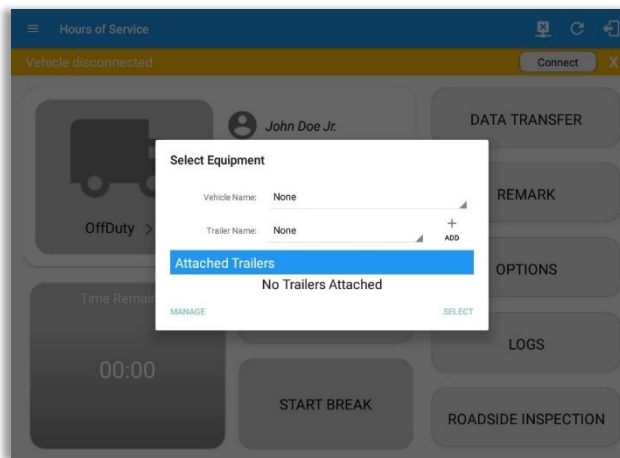 Hours of Service
Vehicle disconnected
Connect X
John Doe Jr.
OffDuty >
DATA TRANSFER
REMARK
OPTIONS
LOGS
ROADSIDE INSPECTION
Select Equipment
Vehicle Name: None
Trailer Name: None
+
ADD
Attached Trailers
No Trailers Attached
MANAGE SELECT
Time
00:00
START BREAK